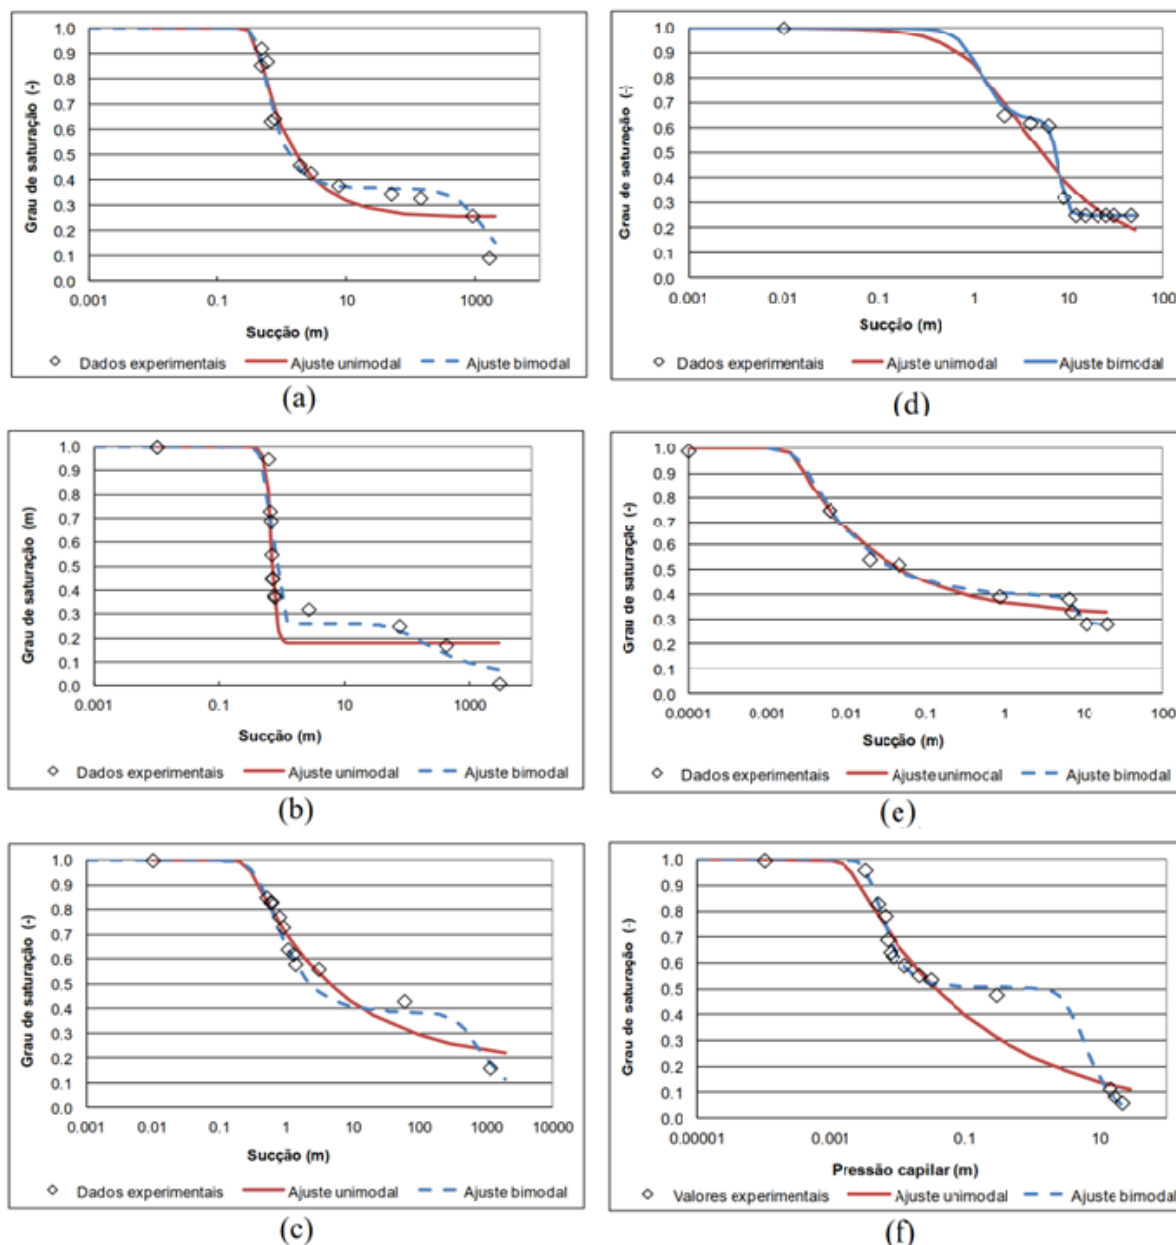 1.0
0.9
0.8
0.7
0.6
0.5
0.4
0.3
0.2
0.1
0.0
Grau de saturação (-)
0.001 0.1 10 1000
Sucção (m)
Dados experimentais Ajuste unimodal Ajuste bimodal
(a)
1.0
0.9
0.8
0.7
0.6
0.5
0.4
0.3
0.2
0.1
0.0
Grau de saturação (-)
0.001 0.01 0.1 1 10 100
Sucção (m)
Dados experimentais Ajuste unimodal Ajuste bimodal
(d)
1.0
0.9
0.8
0.7
0.6
0.5
0.4
0.3
0.2
0.1
0.0
Grau de saturação (m)
0.001 0.1 10 1000
Sucção (m)
Dados experimentais Ajuste unimodal Ajuste bimodal
(b)
1.0
0.9
0.8
0.7
0.6
0.5
0.4
0.3
0.2
0.1
0.0
Grau de saturação (-)
0.0001 0.001 0.01 0.1 1 10 100
Sucção (m)
Dados experimentais Ajuste unimodal Ajuste bimodal
(e)
1.0
0.9
0.8
0.7
0.6
0.5
0.4
0.3
0.2
0.1
0.0
Grau de saturação (-)
0.001 0.01 0.1 1 10 100 1000 10000
Sucção (m)
Dados experimentais Ajuste unimodal Ajuste bimodal
(c)
1.0
0.9
0.8
0.7
0.6
0.5
0.4
0.3
0.2
0.1
0.0
Grau de saturação (-)
0.00001 0.001 0.1 10
Pressão capilar (m)
Valores experimentais Ajuste unimodal Ajuste bimodal
(f)